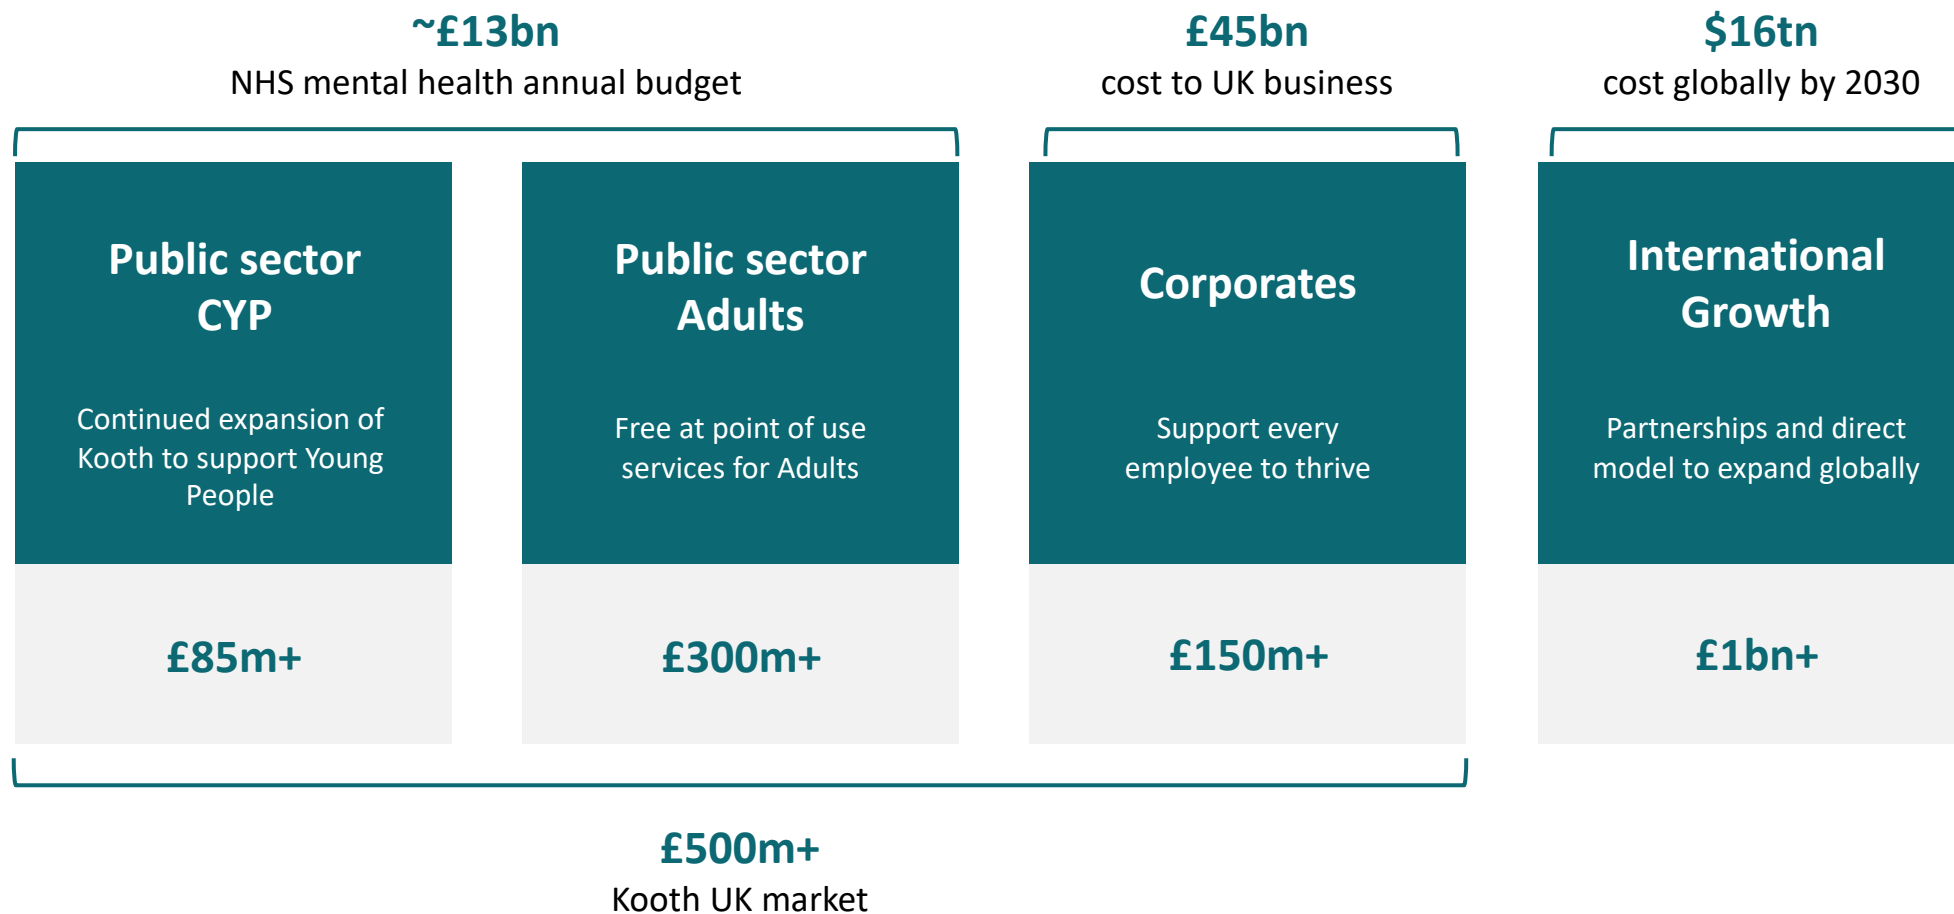 ~£13bn
NHS mental health annual budget
£45bn
cost to UK business
$16tn
cost globally by 2030
Public sector
CYP
Continued expansion of
Kooth to support Young
People
£85m+
Public sector
Adults
Free at point of use
services for Adults
£300m+
Corporates
Support every
employee to thrive
£150m+
International
Growth
Partnerships and direct
model to expand globally
£1bn+
£500m+
Kooth UK market